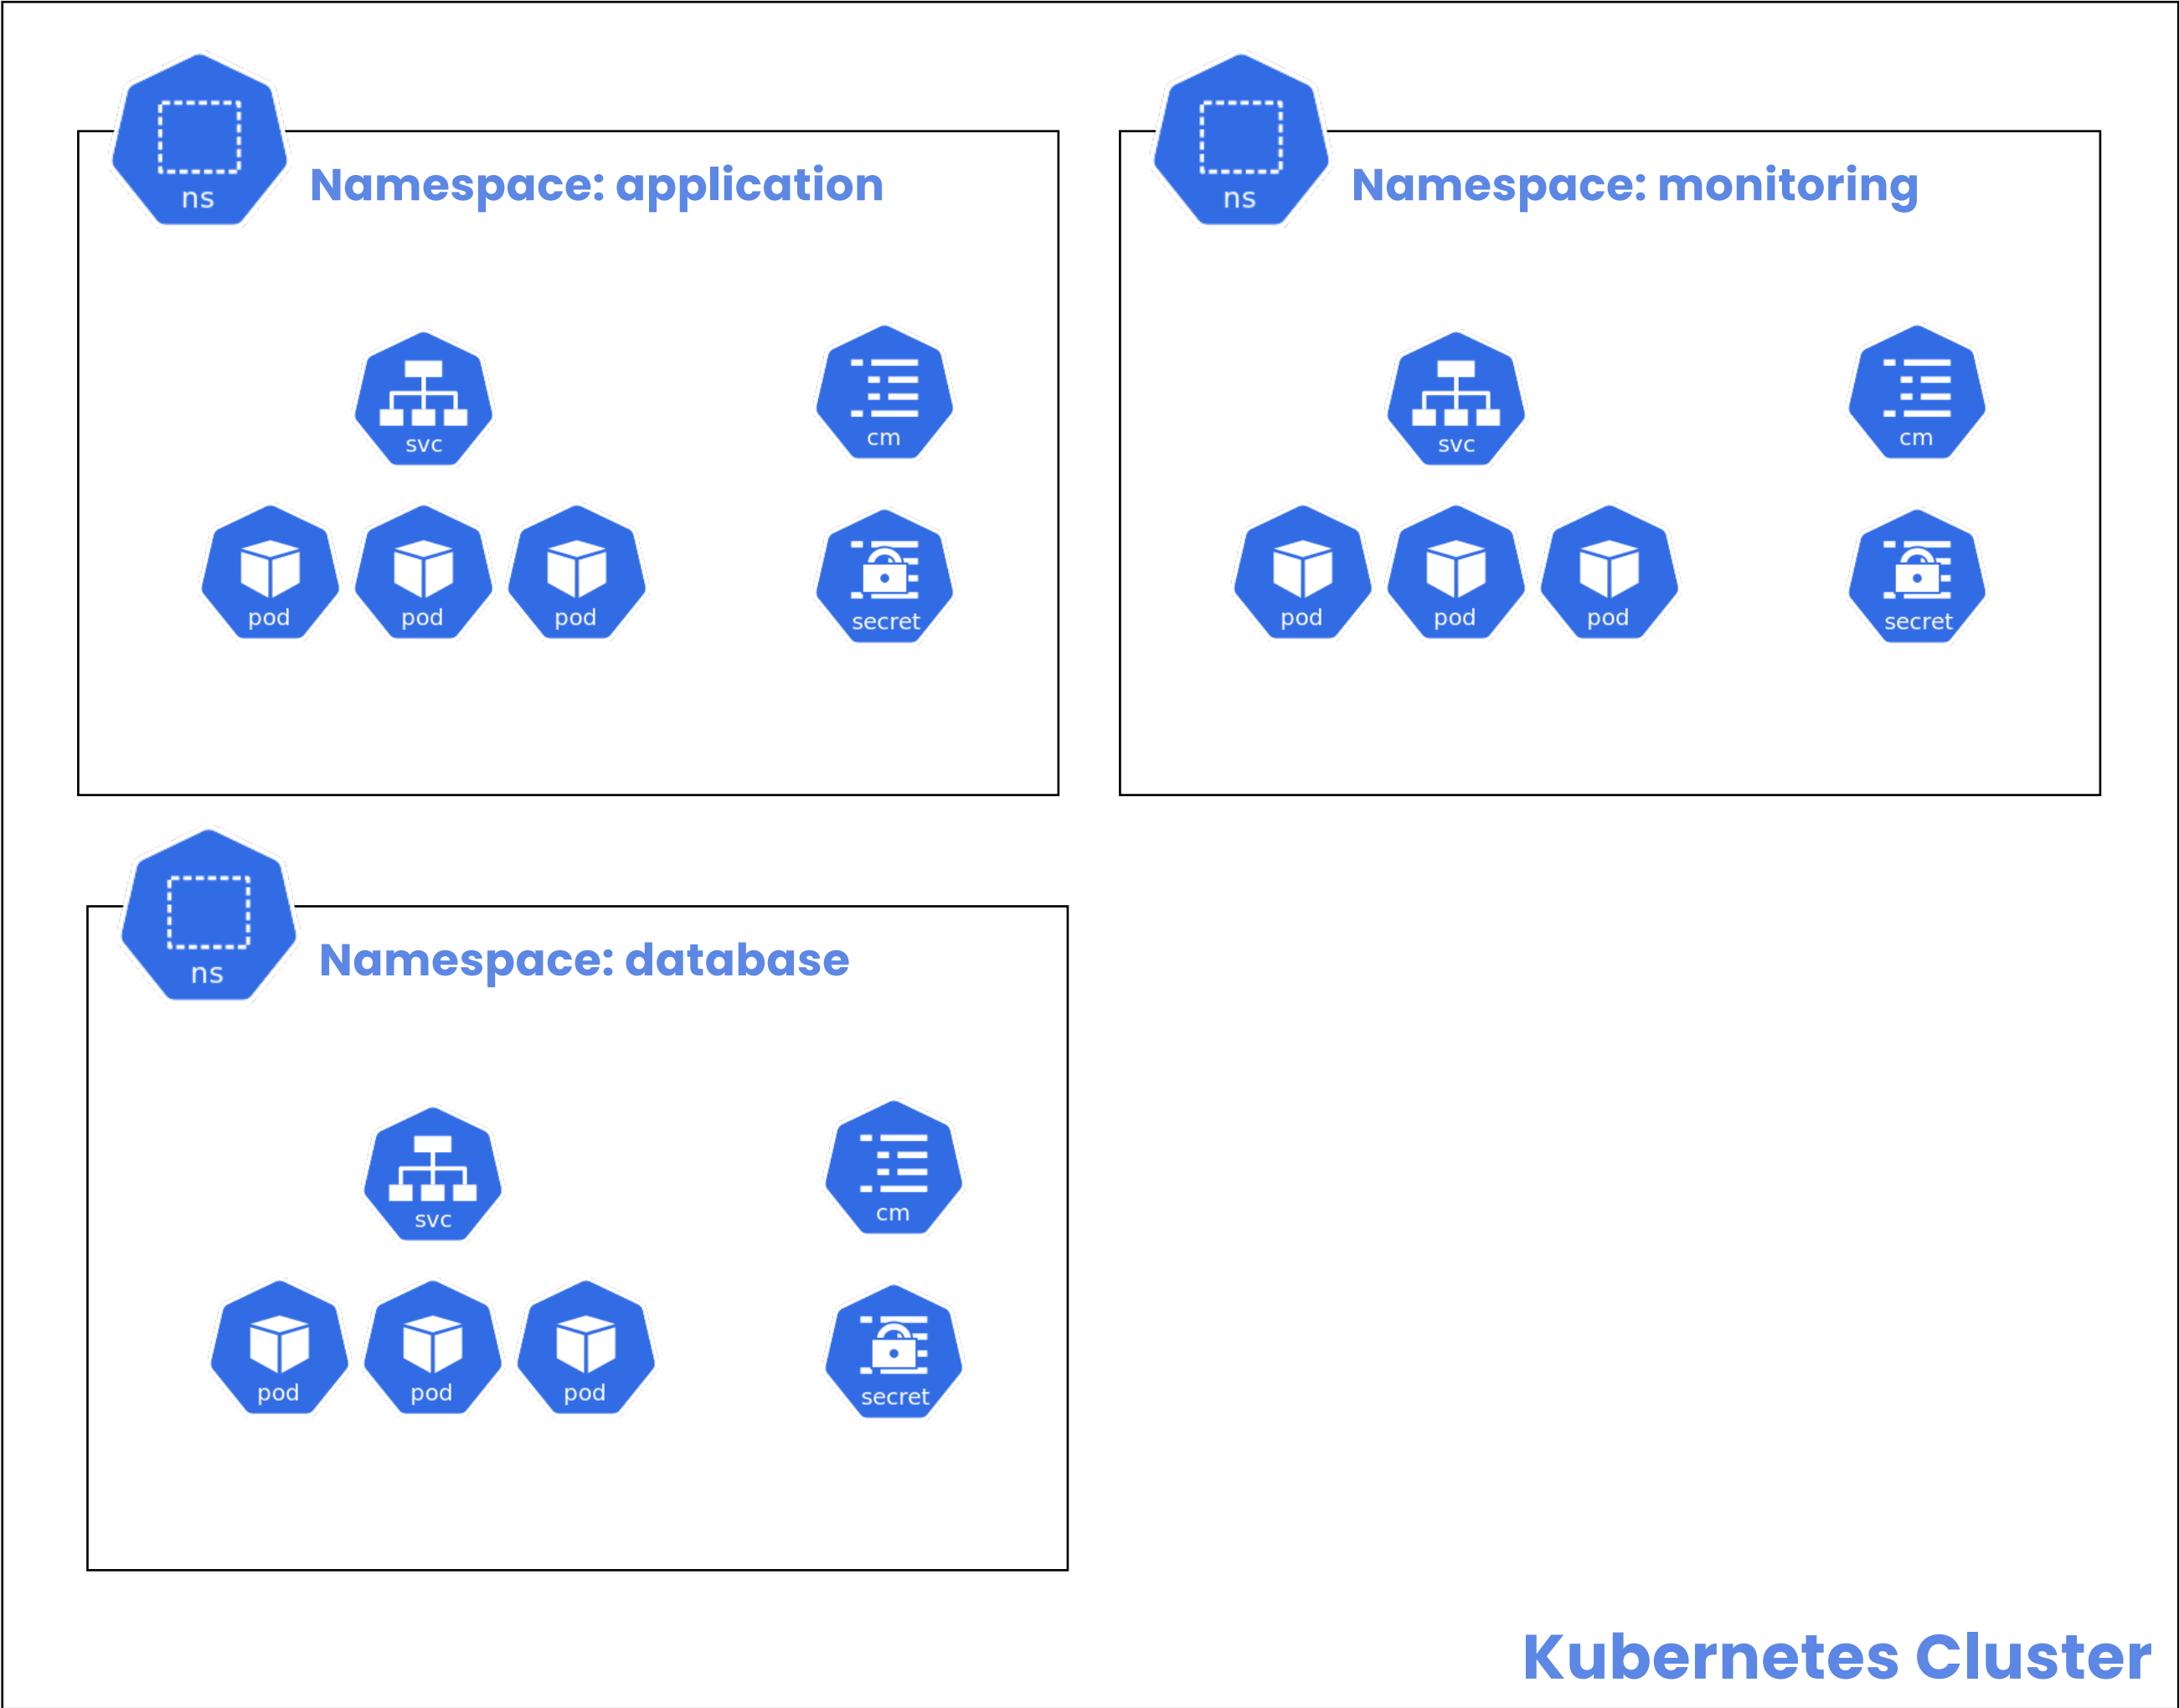 ns
Namespace: application
svc
cm
pod pod pod
secret
ns
Namespace: monitoring
svc
cm
pod pod pod
secret
ns
Namespace: database
svc
cm
pod pod pod
secret
Kubernetes Cluster